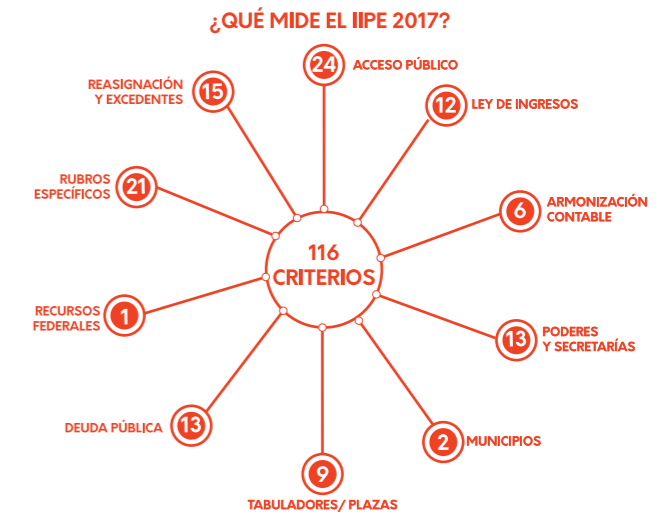 ¿QUÉ MIDE EL IIPE 2017?
24
ACCESO PÚBLICO
12
LEY DE INGRESOS
6
ARMONIZACIÓN
CONTABLE
13
PODERES
Y SECRETARÍAS
2
MUNICIPIOS
9
TABULADORES/ PLAZAS
13
DEUDA PÚBLICA
1
RECURSOS
FEDERALES
21
RUBROS
ESPECÍFICOS
15
REASIGNACIÓN
Y EXCEDENTES
116
CRITERIOS